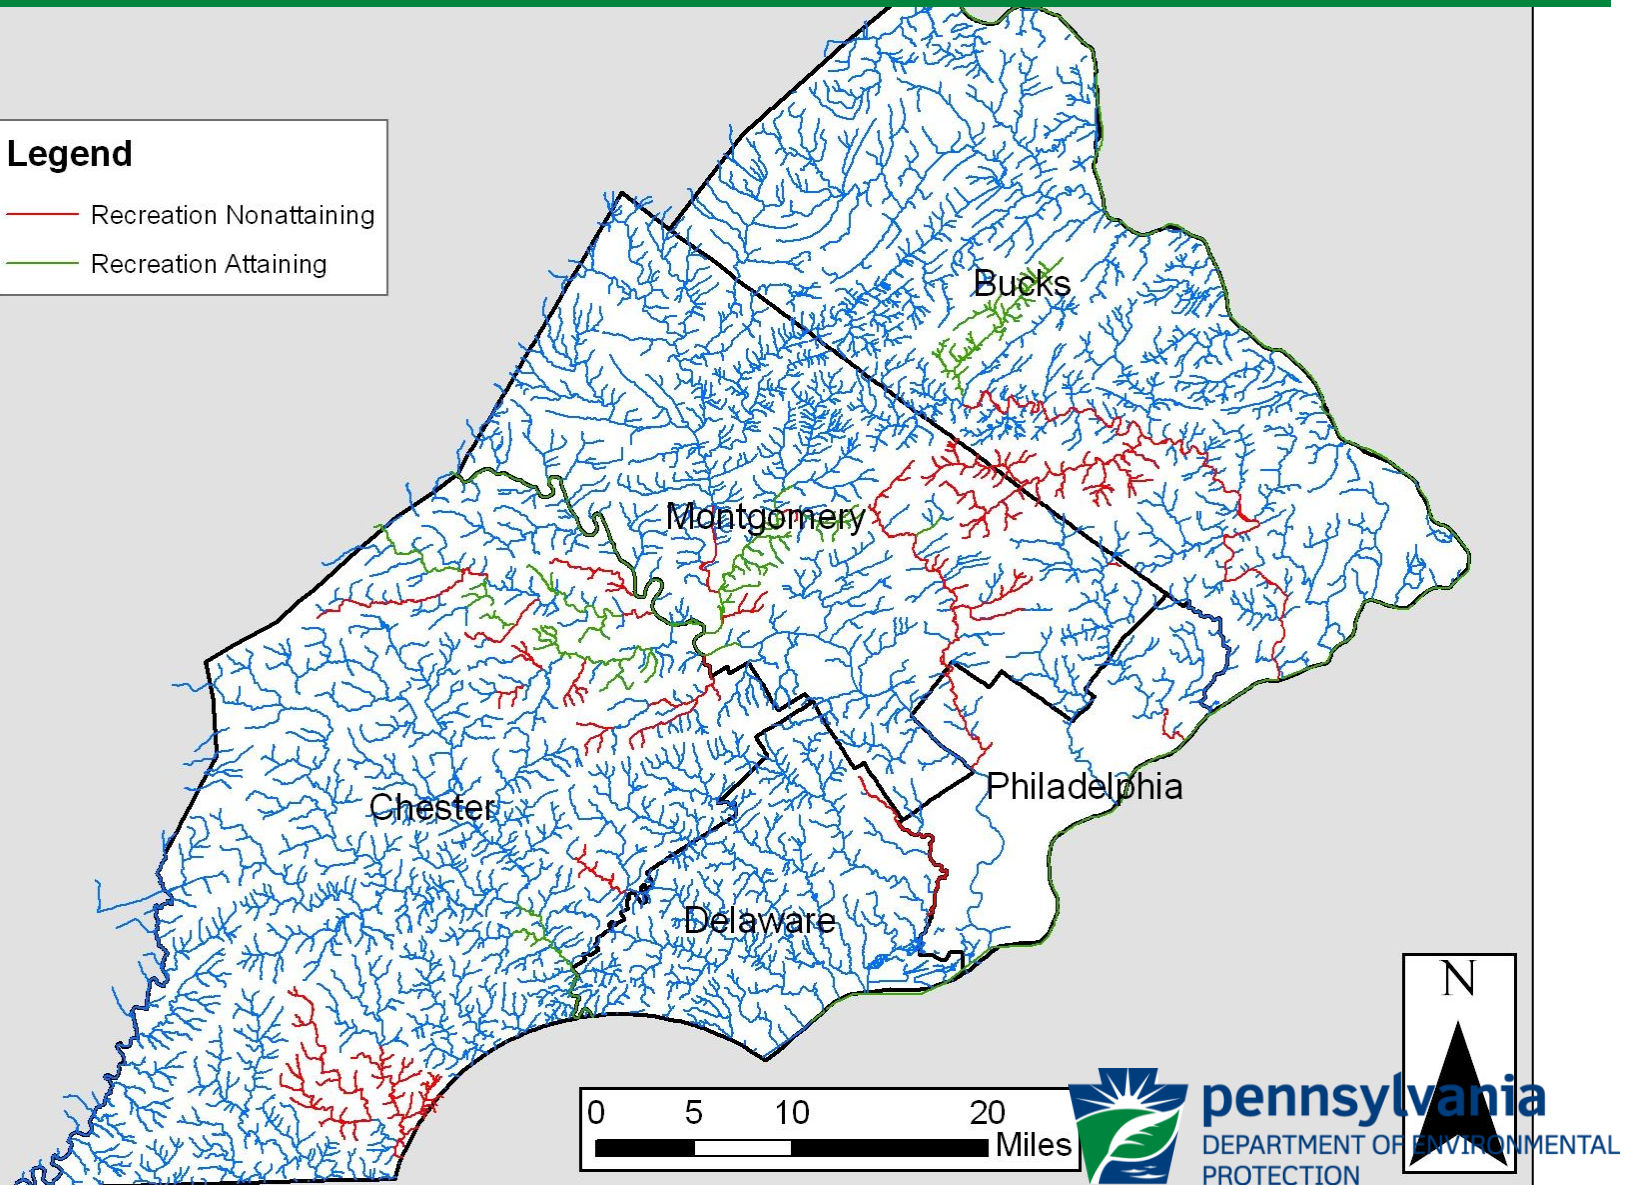 Legend
Recreation Nonattaining
Recreation Attaining
Bucks
Montgomery
Philadelphia
Chester
Delaware
N
0 5 10 20
Miles
pennsylvania
DEPARTMENT OF ENVIRONMENTAL
PROTECTION